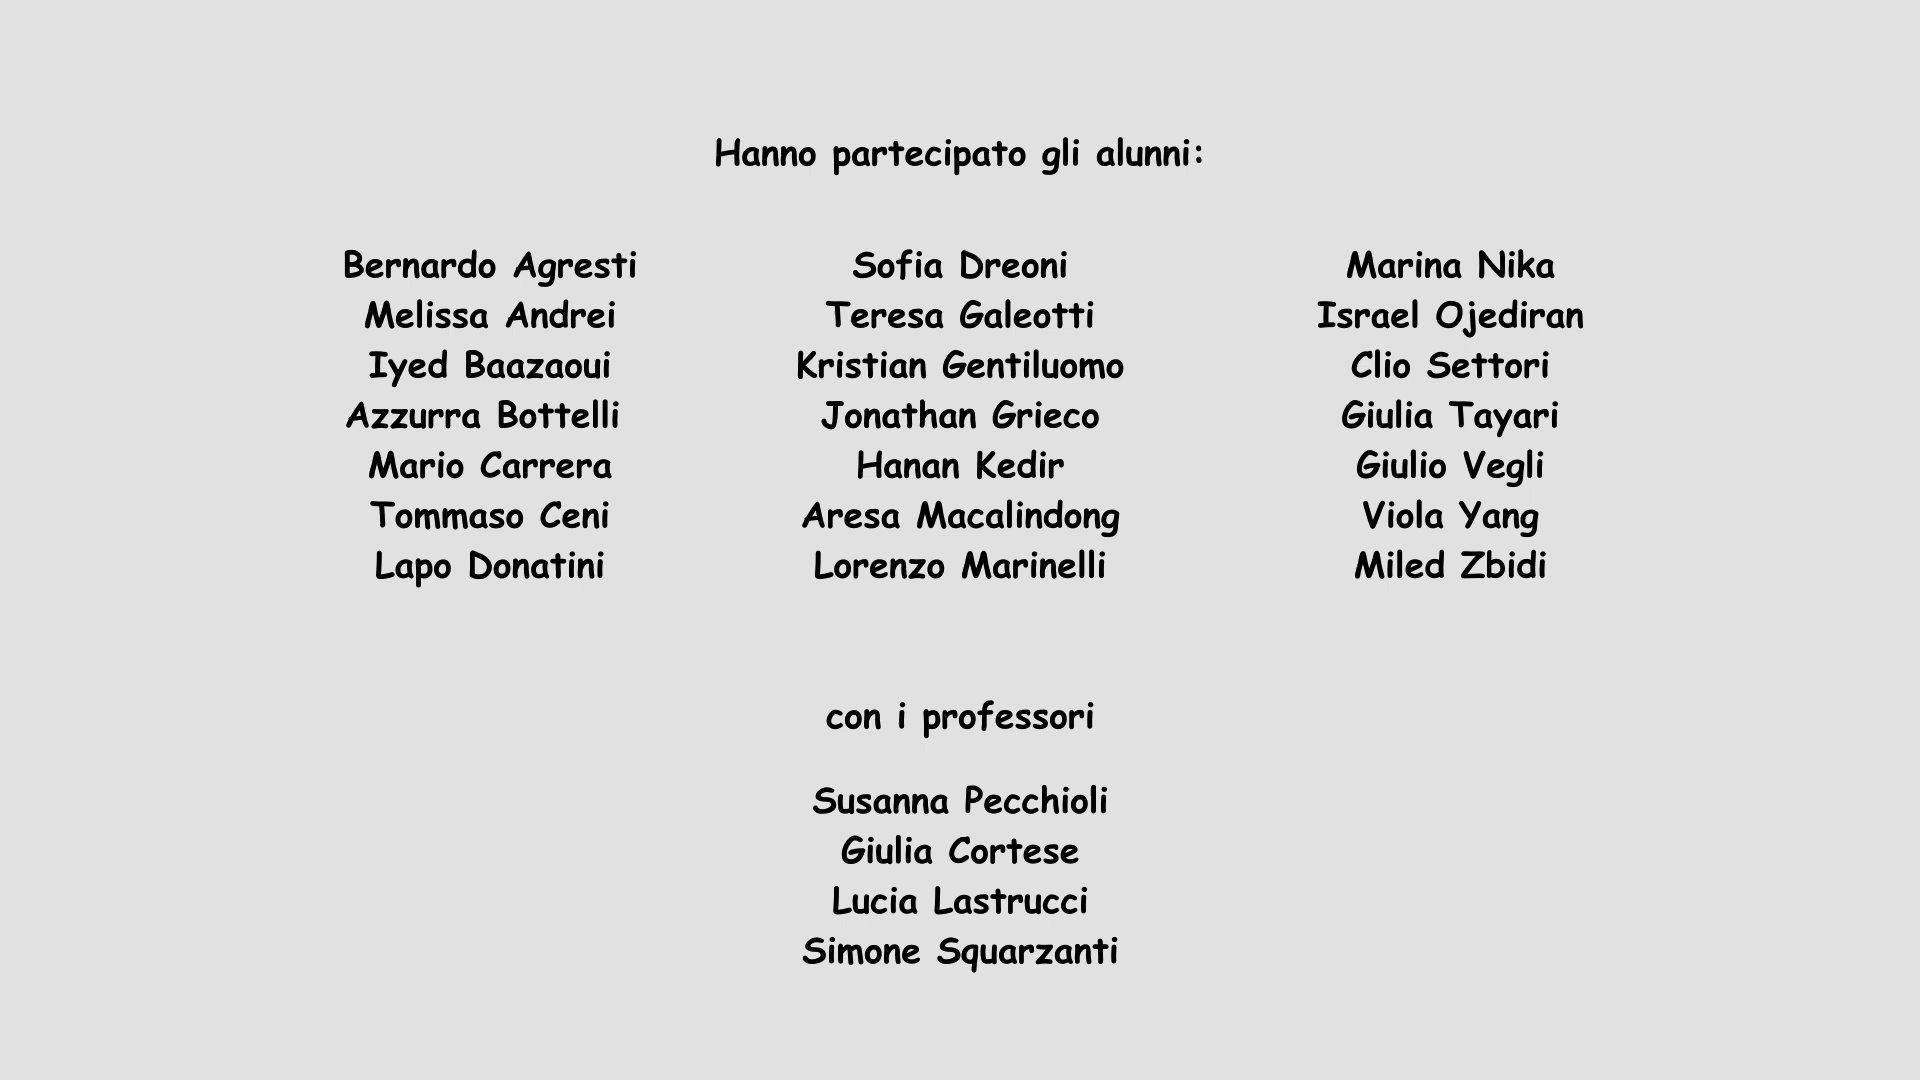 Hanno partecipato gli alunni:
Bernardo Agresti
Melissa Andrei
Iyed Baazaoui
Azzurra Bottelli
Mario Carrera
Tommaso Ceni
Lapo Donatini
Sofia Dreoni
Teresa Galeotti
Kristian Gentiluomo
Jonathan Grieco
Hanan Kedir
Aresa Macalindong
Lorenzo Marinelli
Marina Nika
Israel Ojediran
Clio Settori
Giulia Tayari
Giulio Vegli
Viola Yang
Miled Zbidi
con i professori
Susanna Pecchioli
Giulia Cortese
Lucia Lastrucci
Simone Squarzanti